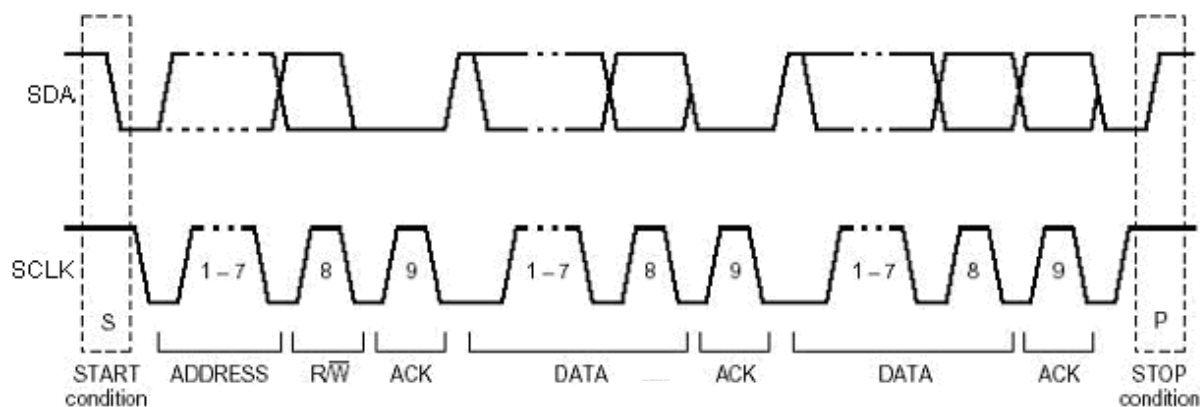 SDA
SCLK
1 – 7
8
9
1 – 7
8
9
1 – 7
8
9
S
P
START
condition
ADDRESS
R/W̅
ACK
DATA
ACK
DATA
ACK
STOP
condition